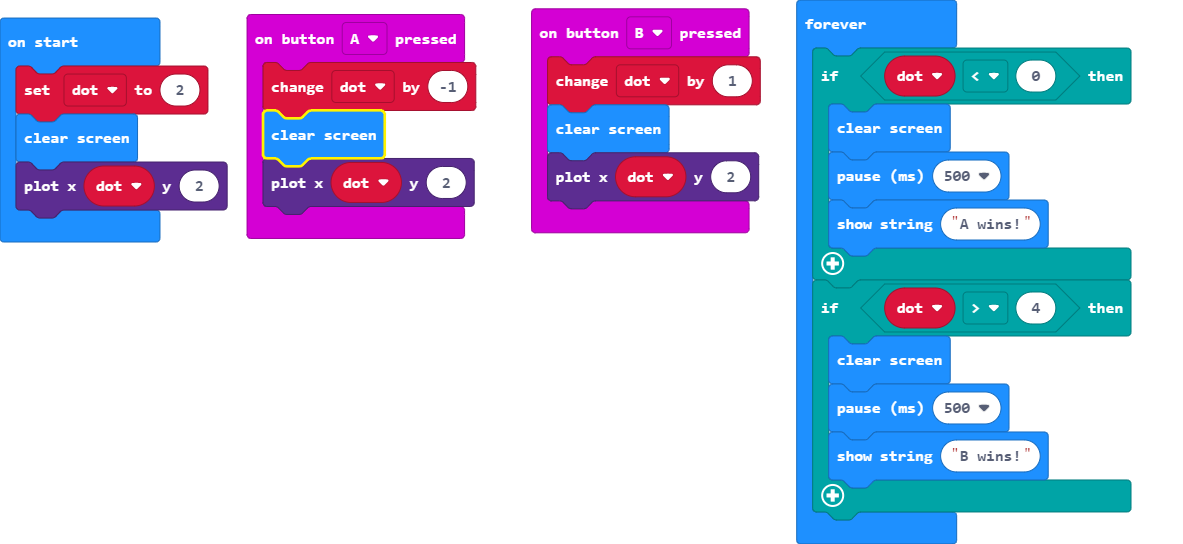 on start
set dot to 2
clear screen
plot x dot y 2
on button A pressed
change dot by -1
clear screen
plot x dot y 2
on button B pressed
change dot by 1
clear screen
plot x dot y 2
forever
if dot < 0 then
clear screen
pause (ms) 500
show string "A wins!"
if dot > 4 then
clear screen
pause (ms) 500
show string "B wins!"